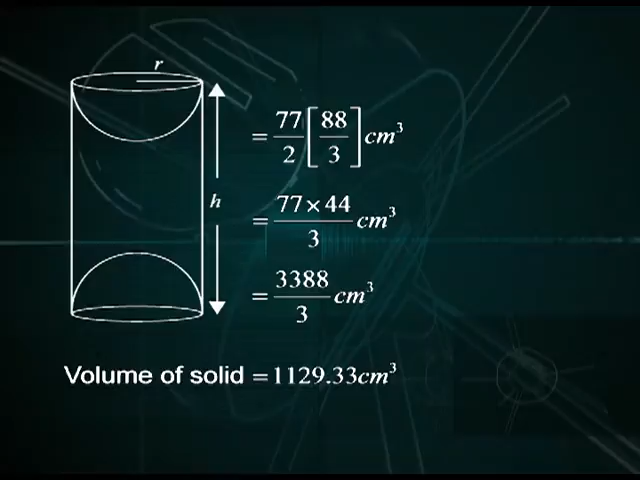 r
h
= 77/2 [88/3] cm³
= 77 × 44/3 cm³
= 3388/3 cm³
Volume of solid = 1129.33cm³